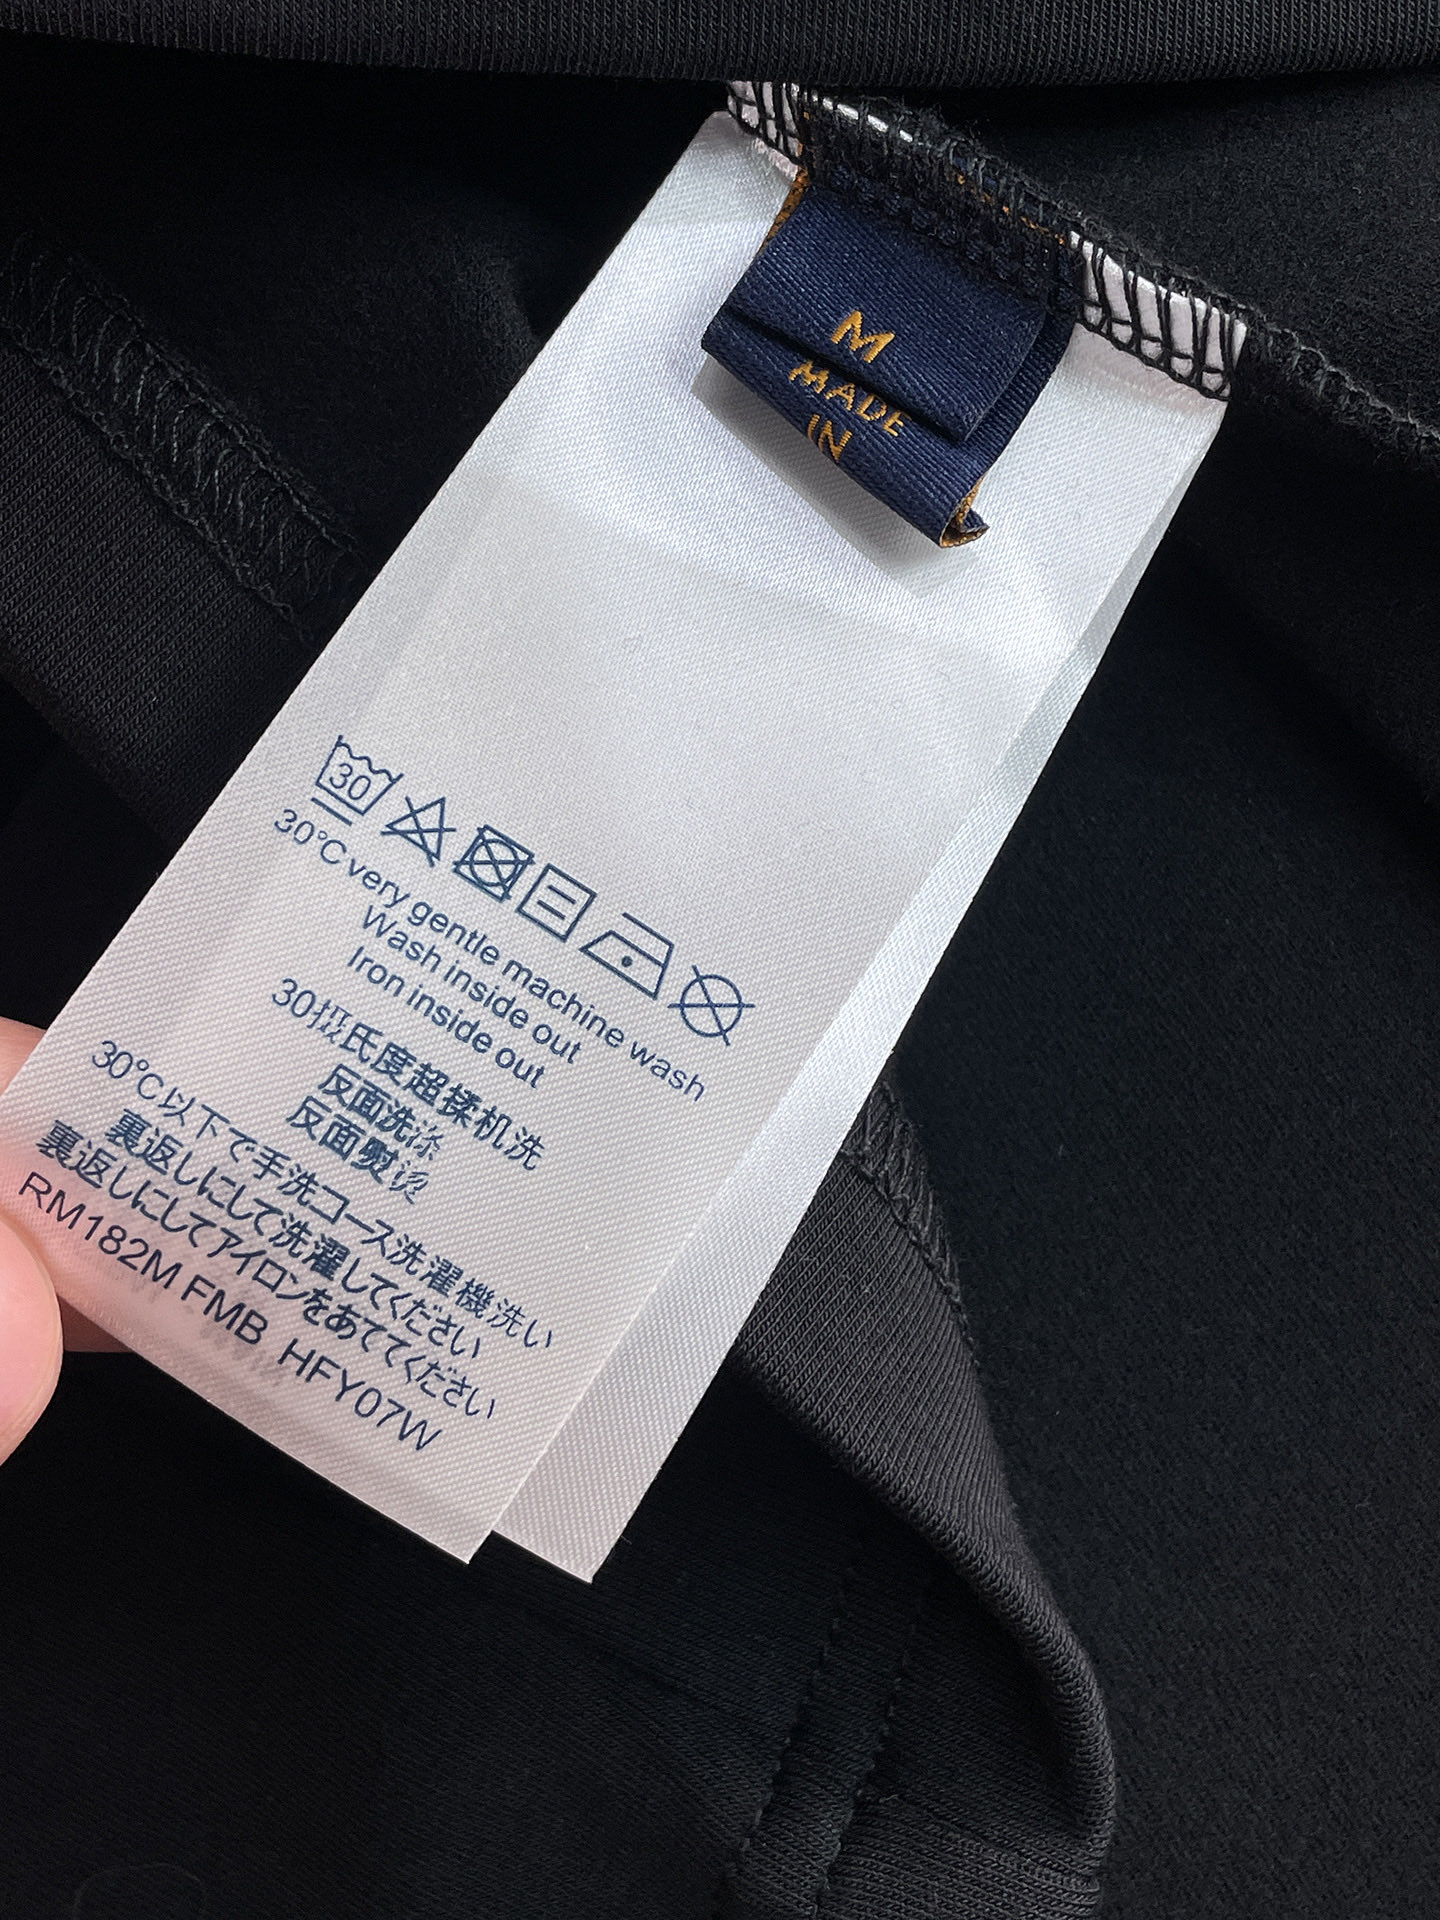 M
MADE
IN
30
30°C very gentle machine wash
Wash inside out
Iron inside out
30摄氏度超揉机洗
反面洗涤
反面熨烫
30°C以下で手洗コース洗濯機洗い
裏返しにして洗濯してください
裏返しにしてアイロンをあててください
RM182M FMB HFY07W